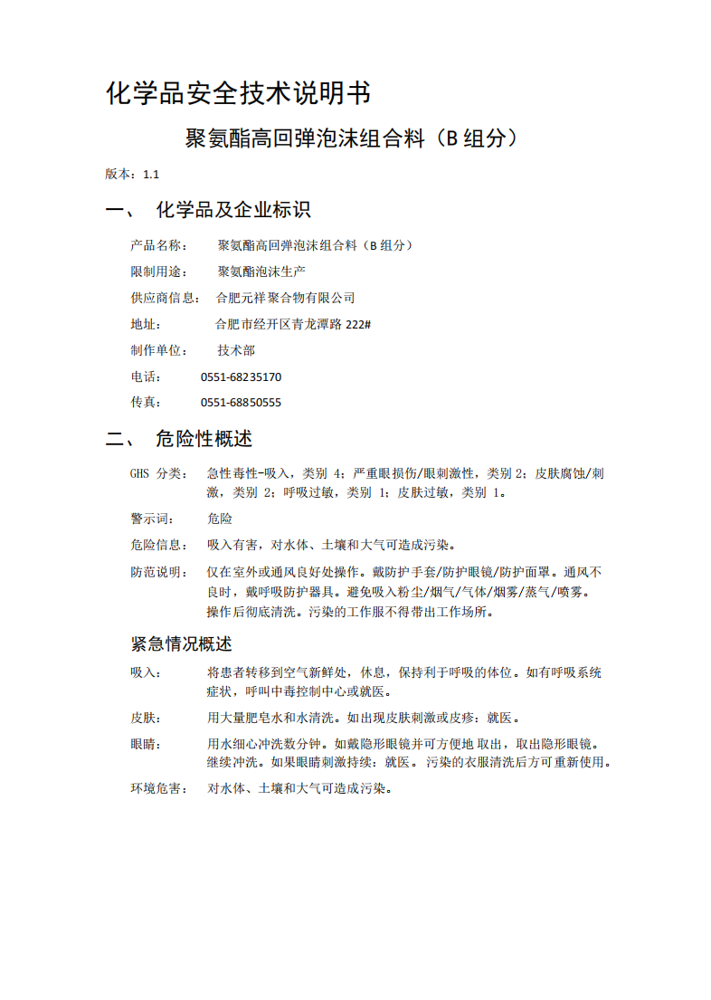 化学品安全技术说明书
聚氨酯高回弹泡沫组合料（B 组分）
版本：1.1
一、 化学品及企业标识
产品名称： 聚氨酯高回弹泡沫组合料（B 组分）
限制用途： 聚氨酯泡沫生产
供应商信息： 合肥元祥聚合物有限公司
地址： 合肥市经开区青龙潭路 222#
制作单位： 技术部
电话： 0551-68235170
传真： 0551-68850555
二、 危险性概述
GHS 分类： 急性毒性-吸入，类别 4；严重眼损伤/眼刺激性，类别 2；皮肤腐蚀/刺
激，类别 2；呼吸过敏，类别 1；皮肤过敏，类别 1。
警示词： 危险
危险信息： 吸入有害，对水体、土壤和大气可造成污染。
防范说明： 仅在室外或通风良好处操作。戴防护手套/防护眼镜/防护面罩。通风不
良时，戴呼吸防护器具。避免吸入粉尘/烟气/气体/烟雾/蒸气/喷雾。
操作后彻底清洗。污染的工作服不得带出工作场所。
紧急情况概述
吸入： 将患者转移到空气新鲜处，休息，保持利于呼吸的体位。如有呼吸系统
症状，呼叫中毒控制中心或就医。
皮肤： 用大量肥皂水和水清洗。如出现皮肤刺激或皮疹：就医。
眼睛： 用水细心冲洗数分钟。如戴隐形眼镜并可方便地 取出，取出隐形眼镜。
继续冲洗。如果眼睛刺激持续：就医。 污染的衣服清洗后方可重新使用。
环境危害： 对水体、土壤和大气可造成污染。